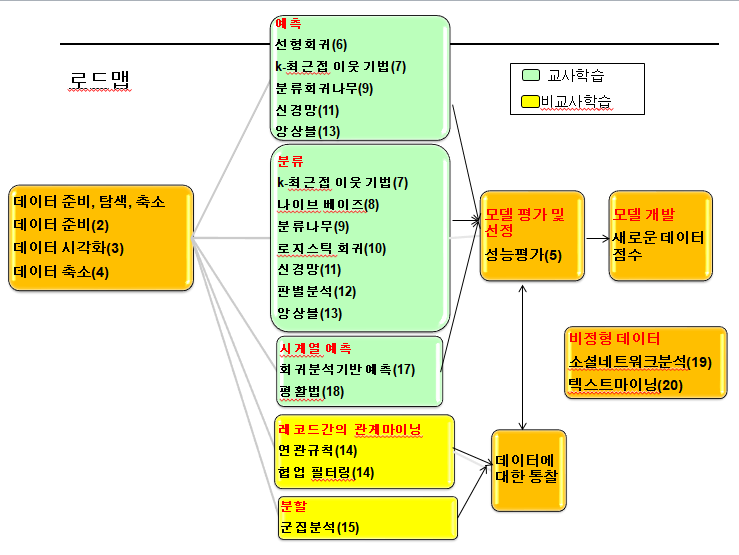 로드맵
교사학습
비교사학습
데이터 준비, 탐색, 축소
데이터 준비(2)
데이터 시각화(3)
데이터 축소(4)
예측
선형회귀(6)
k-최근접 이웃 기법(7)
분류회귀나무(9)
신경망(11)
앙상블(13)
분류
k-최근접 이웃 기법(7)
나이브 베이즈(8)
분류나무(9)
로지스틱 회귀(10)
신경망(11)
판별분석(12)
앙상블(13)
시계열 예측
회귀분석기반 예측(17)
평활법(18)
레코드간의 관계마이닝
연관규칙(14)
협업 필터링(14)
분할
군집분석(15)
모델 평가 및
선정
성능평가(5)
모델 개발
새로운 데이터
점수
비정형 데이터
소셜네트워크분석(19)
텍스트마이닝(20)
데이터에
대한 통찰